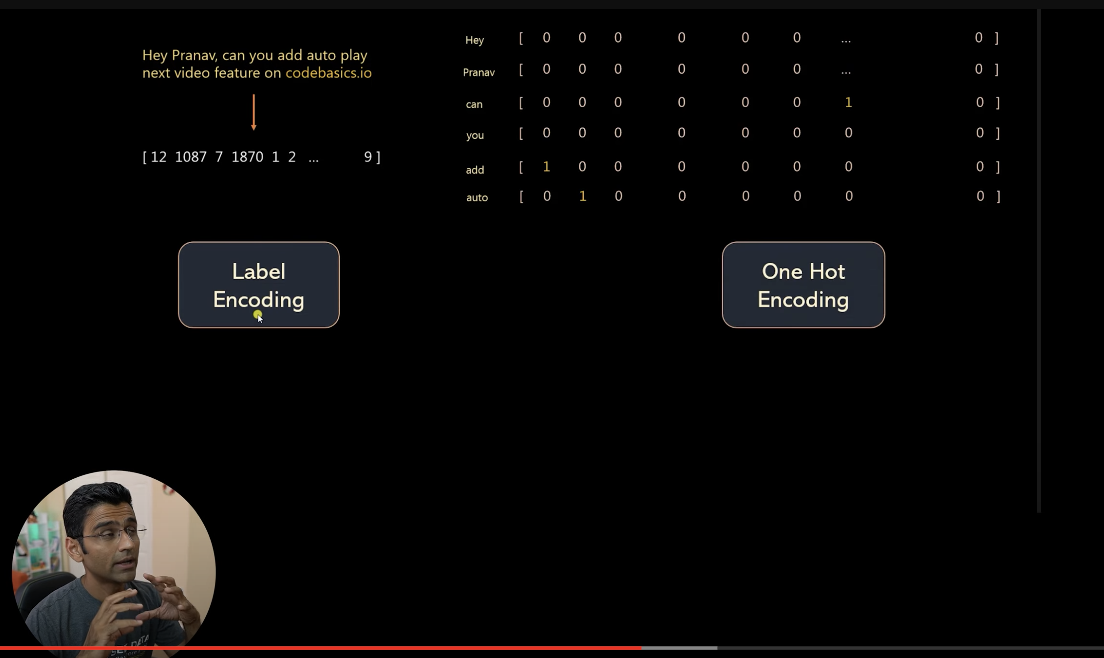 Hey Pranav, can you add auto play
next video feature on codebasics.io
[ 12 1087 7 1870 1 2 ... 9 ]
Hey [ 0 0 0 0 0 0 ... 0 ]
Pranav [ 0 0 0 0 0 0 ... 0 ]
can [ 0 0 0 0 0 0 1 0 ]
you [ 0 0 0 0 0 0 0 0 ]
add [ 1 0 0 0 0 0 0 0 ]
auto [ 0 1 0 0 0 0 0 0 ]
Label
Encoding
One Hot
Encoding
DATA